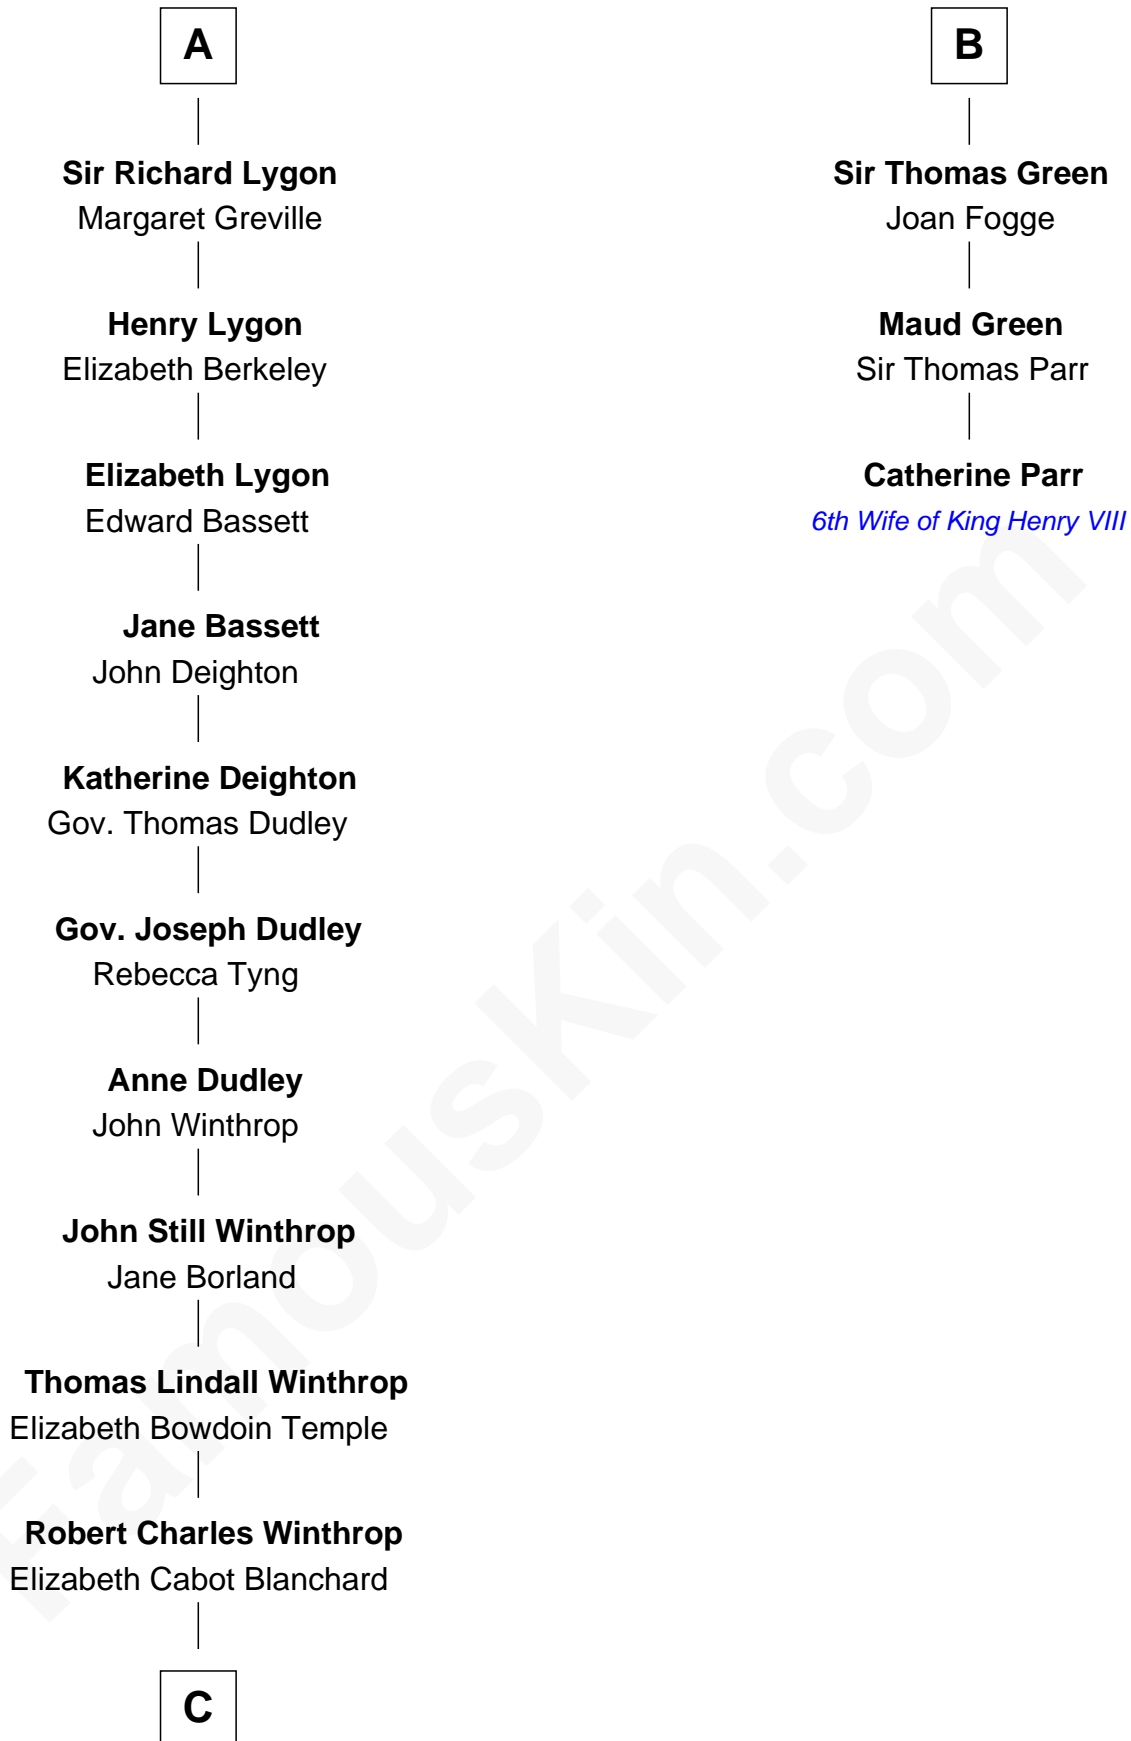 A
Sir Richard Lygon
Margaret Greville
Henry Lygon
Elizabeth Berkeley
Elizabeth Lygon
Edward Bassett
Jane Bassett
John Deighton
Katherine Deighton
Gov. Thomas Dudley
Gov. Joseph Dudley
Rebecca Tyng
Anne Dudley
John Winthrop
John Still Winthrop
Jane Borland
Thomas Lindall Winthrop
Elizabeth Bowdoin Temple
Robert Charles Winthrop
Elizabeth Cabot Blanchard
C
B
Sir Thomas Green
Joan Fogge
Maud Green
Sir Thomas Parr
Catherine Parr
6th Wife of King Henry VIII
FamousKin.com